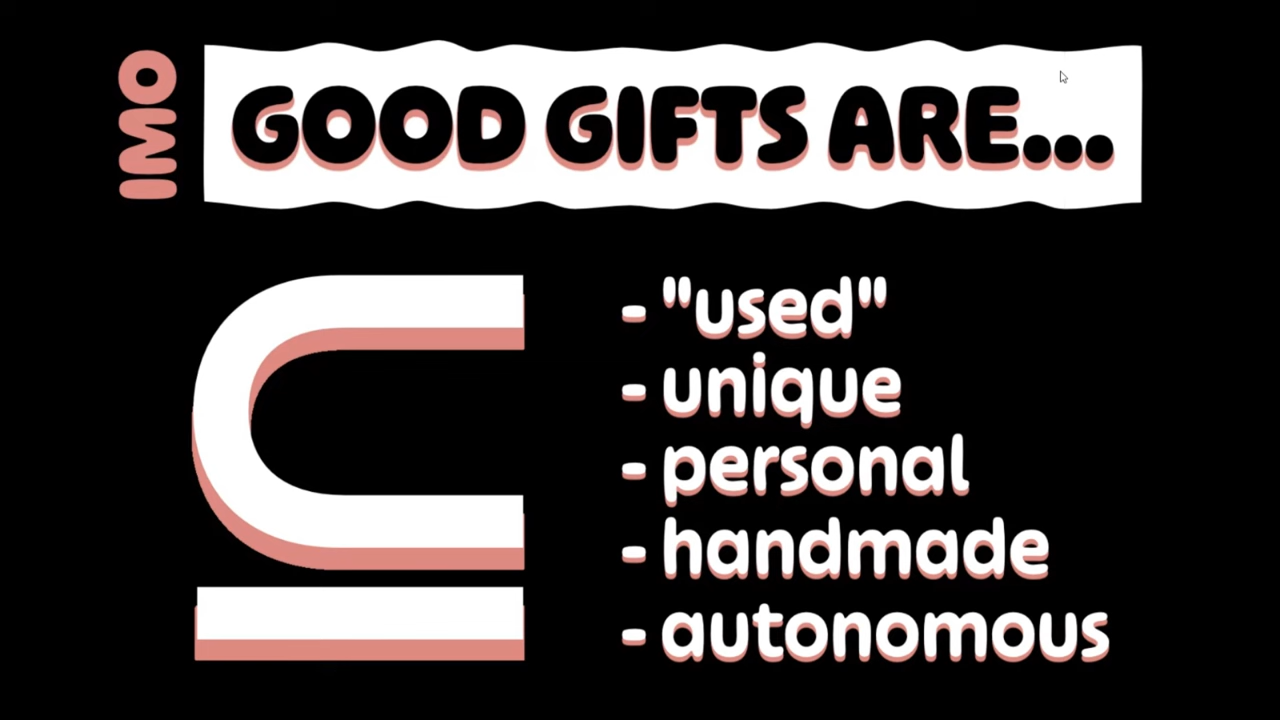 IMO
GOOD GIFTS ARE...
⊆
- "used"
- unique
- personal
- handmade
- autonomous